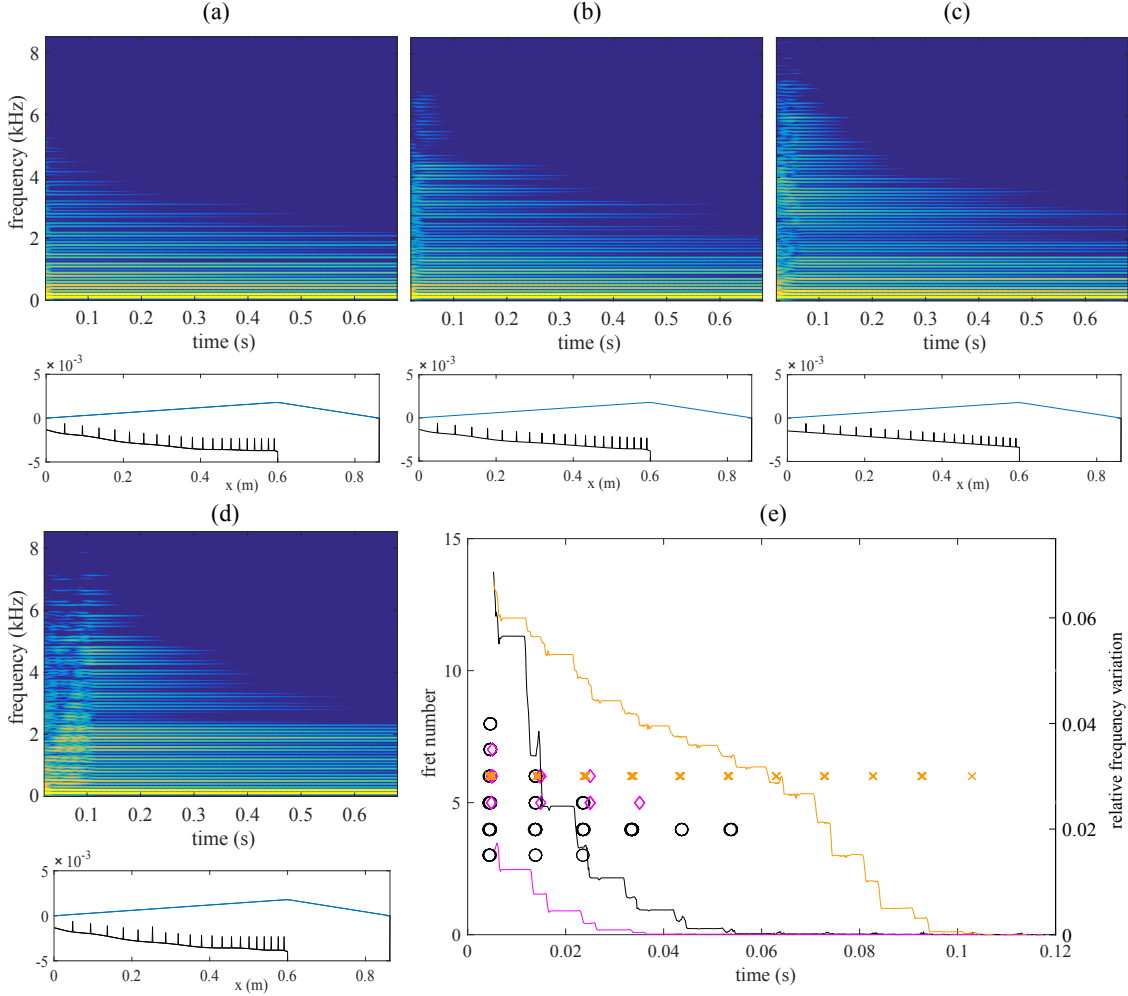 (a) (b) (c)
8
6
4
2
0
frequency (kHz)
0.1 0.2 0.3 0.4 0.5 0.6
time (s)
0.1 0.2 0.3 0.4 0.5 0.6
time (s)
0.1 0.2 0.3 0.4 0.5 0.6
time (s)
× 10⁻³
5
0
-5
0 0.2 0.4 0.6 0.8
x (m)
× 10⁻³
5
0
-5
0 0.2 0.4 0.6 0.8
x (m)
5
0
-5
0 0.2 0.4 0.6 0.8
x (m)
(d)
8
6
4
2
0
frequency (kHz)
0.1 0.2 0.3 0.4 0.5 0.6
time (s)
× 10⁻³
5
0
-5
0 0.2 0.4 0.6 0.8
x (m)
(e)
15
10
5
0
fret number
0.06
0.04
0.02
0
relative frequency variation
0 0.02 0.04 0.06 0.08 0.1 0.12
time (s)